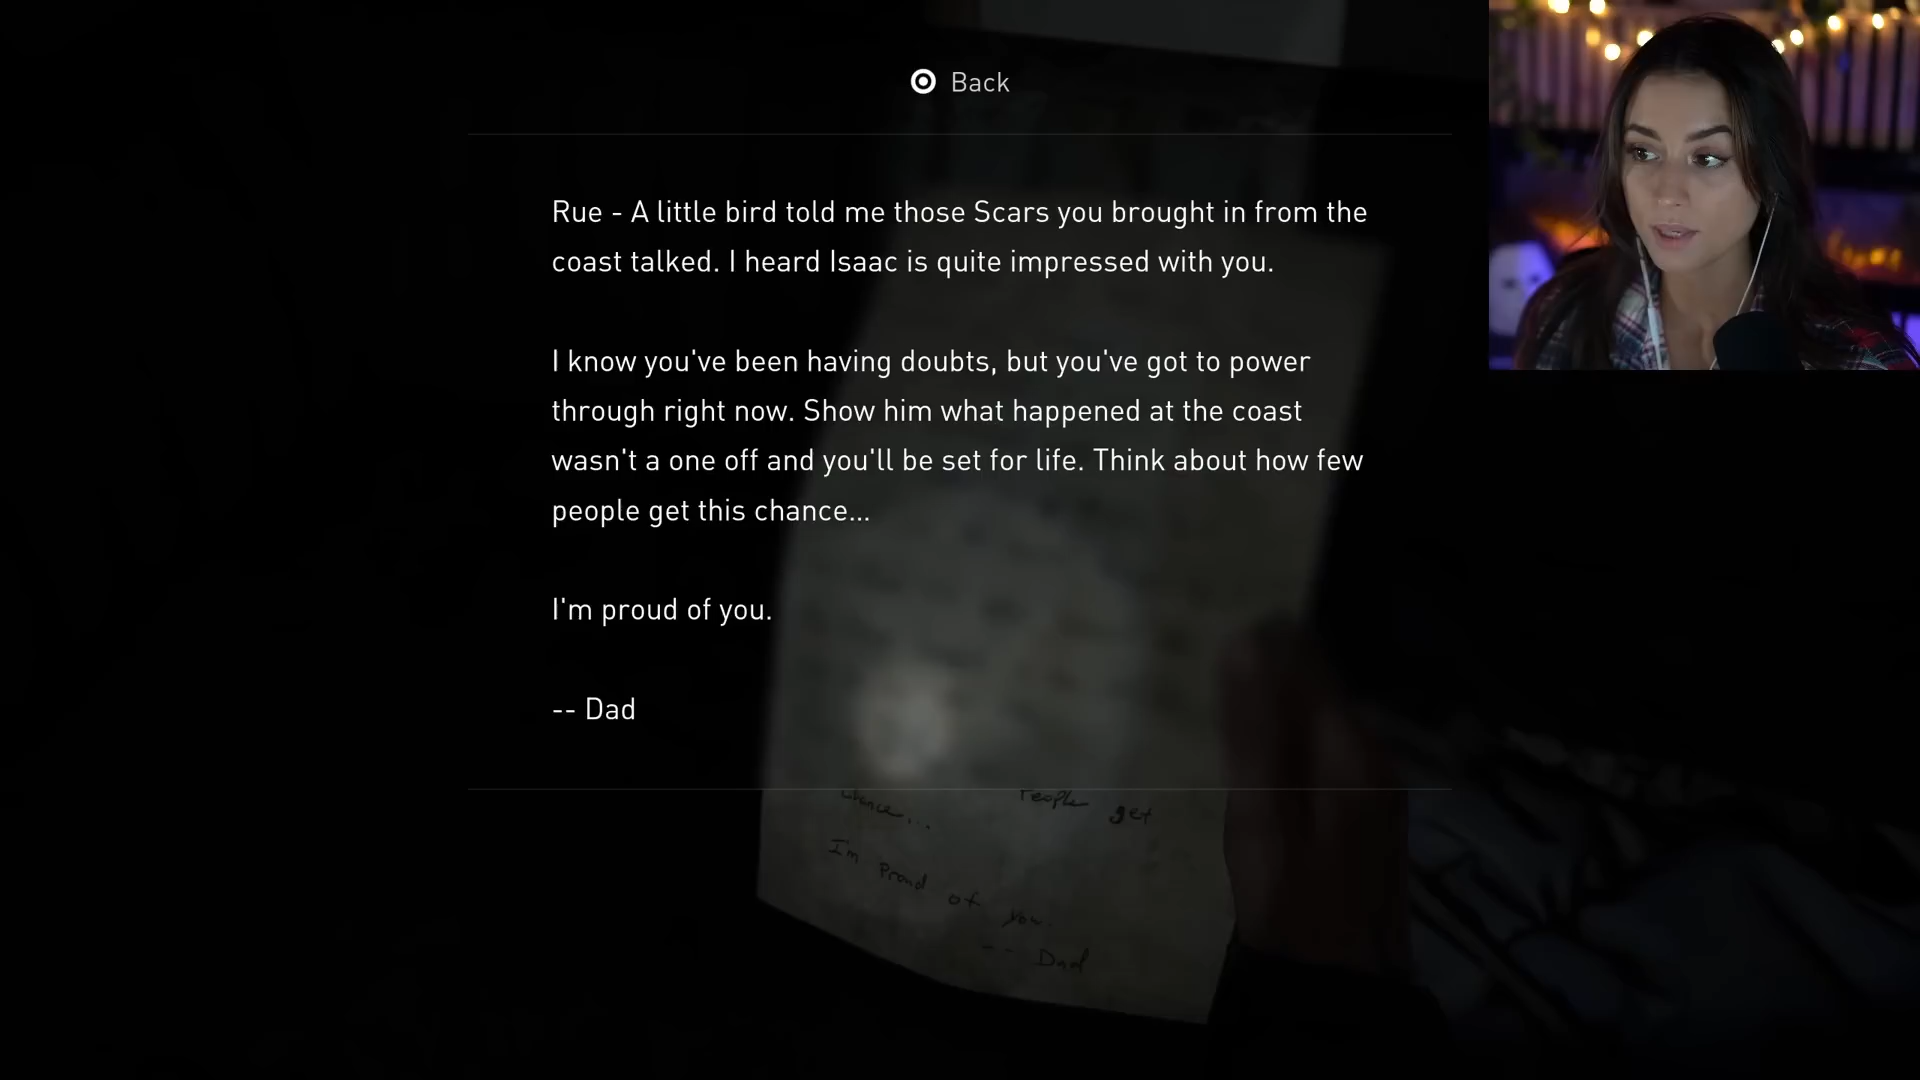 Back
Rue - A little bird told me those Scars you brought in from the
coast talked. I heard Isaac is quite impressed with you.
I know you've been having doubts, but you've got to power
through right now. Show him what happened at the coast
wasn't a one off and you'll be set for life. Think about how few
people get this chance...
I'm proud of you.
-- Dad
People get
chance...
I'm Proud of you.
-- Dad